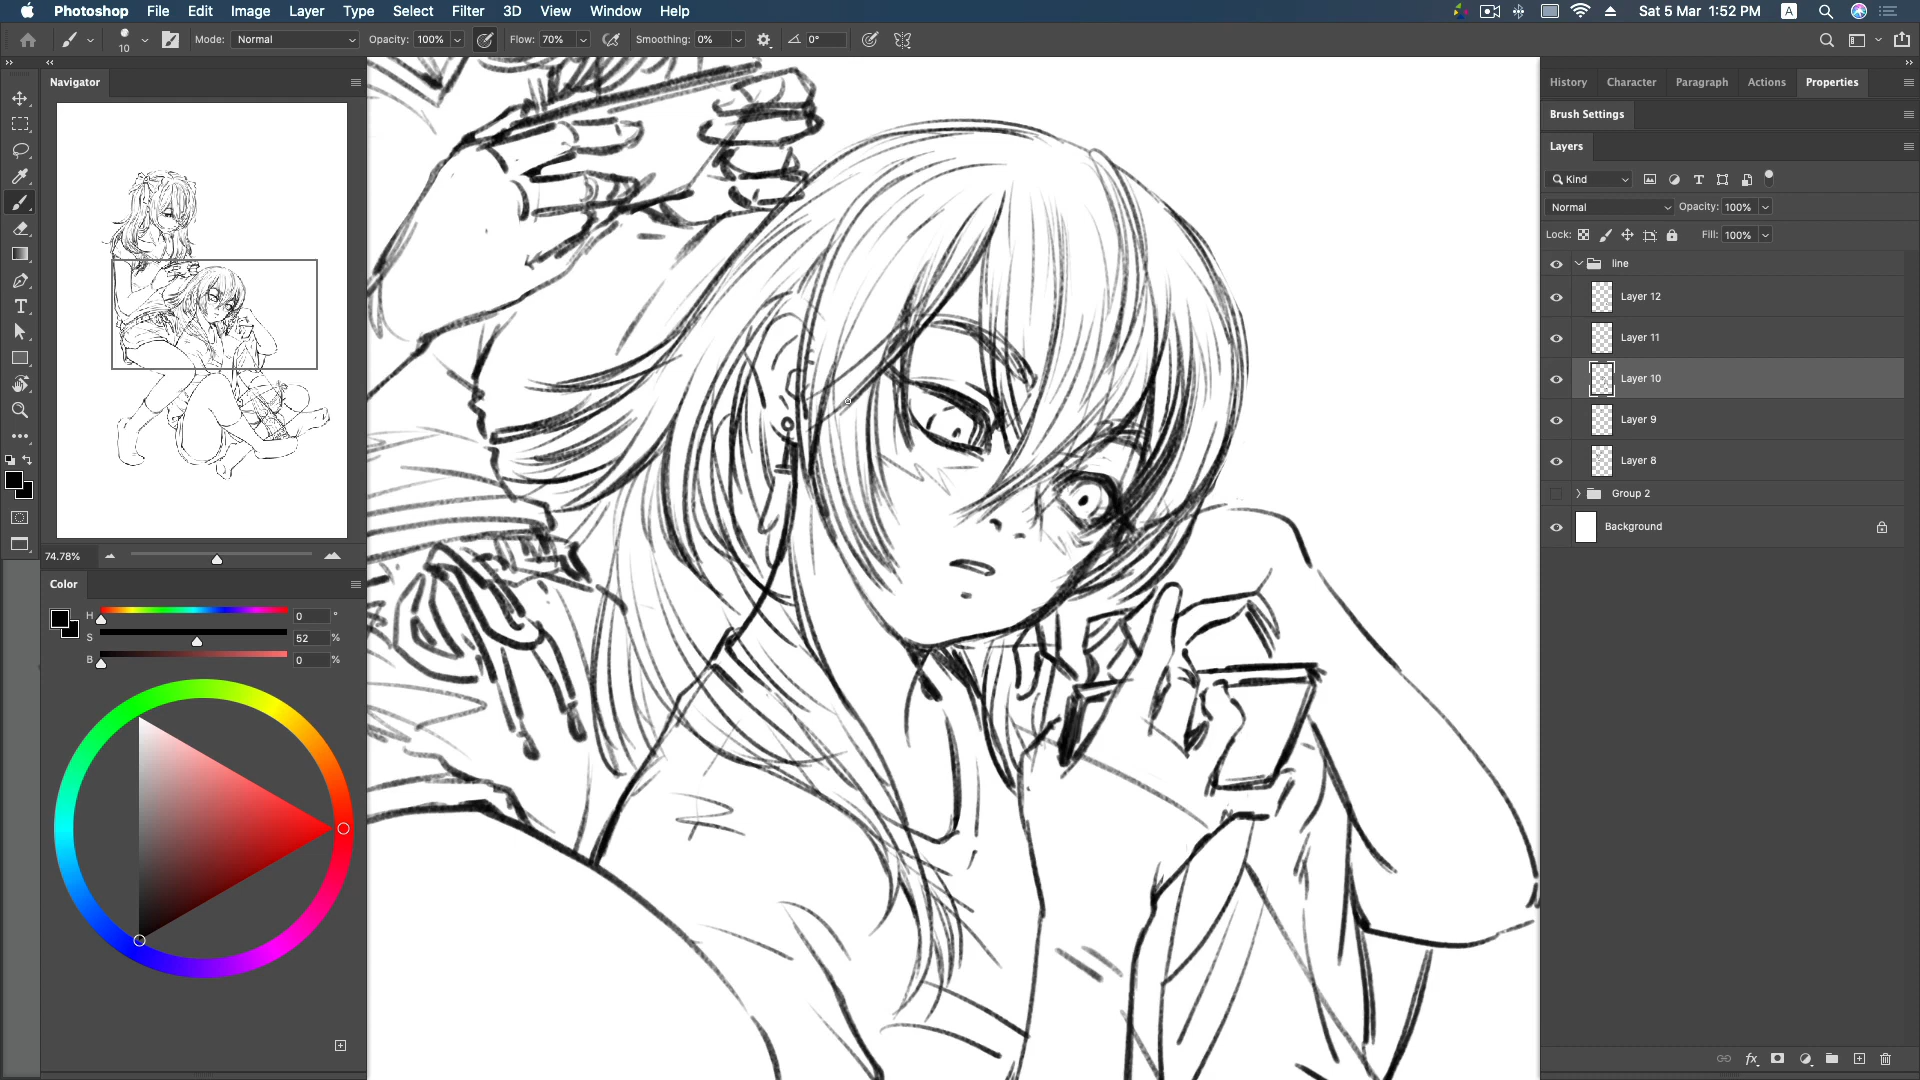 Photoshop File Edit Image Layer Type Select Filter 3D View Window Help Sat 5 Mar 1:52 PM A
10 Mode: Normal Opacity: 100% Flow: 70% Smoothing: 0% 0°
Navigator
74.78%
Color
H 0 °
S 52 %
B 0 %
History Character Paragraph Actions Properties
Brush Settings
Layers
Kind
Normal Opacity: 100%
Lock: Fill: 100%
line
Layer 12
Layer 11
Layer 10
Layer 9
Layer 8
Group 2
Background